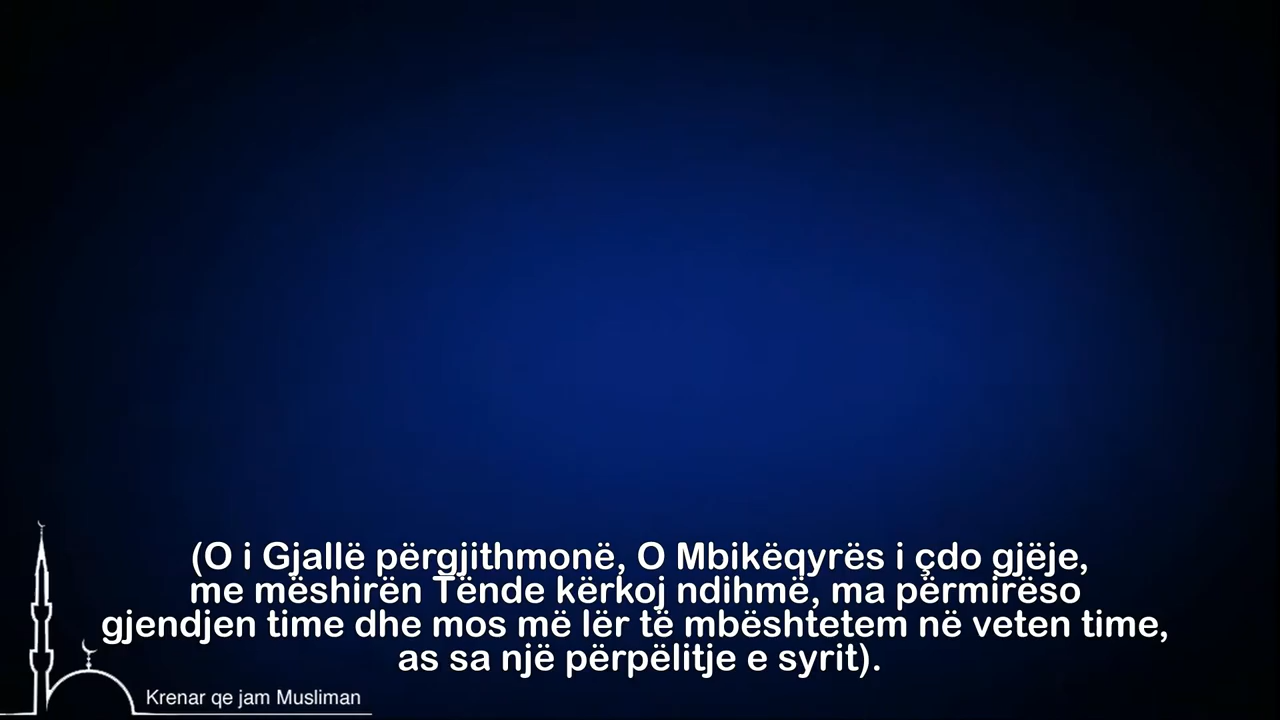 (O i Gjallë përgjithmonë, O Mbikëqyrës i çdo gjëje,
me mëshirën Tënde kërkoj ndihmë, ma përmirëso
gjendjen time dhe mos më lër të mbështetem në veten time,
as sa një përpëlitje e syrit).
Krenar qe jam Musliman